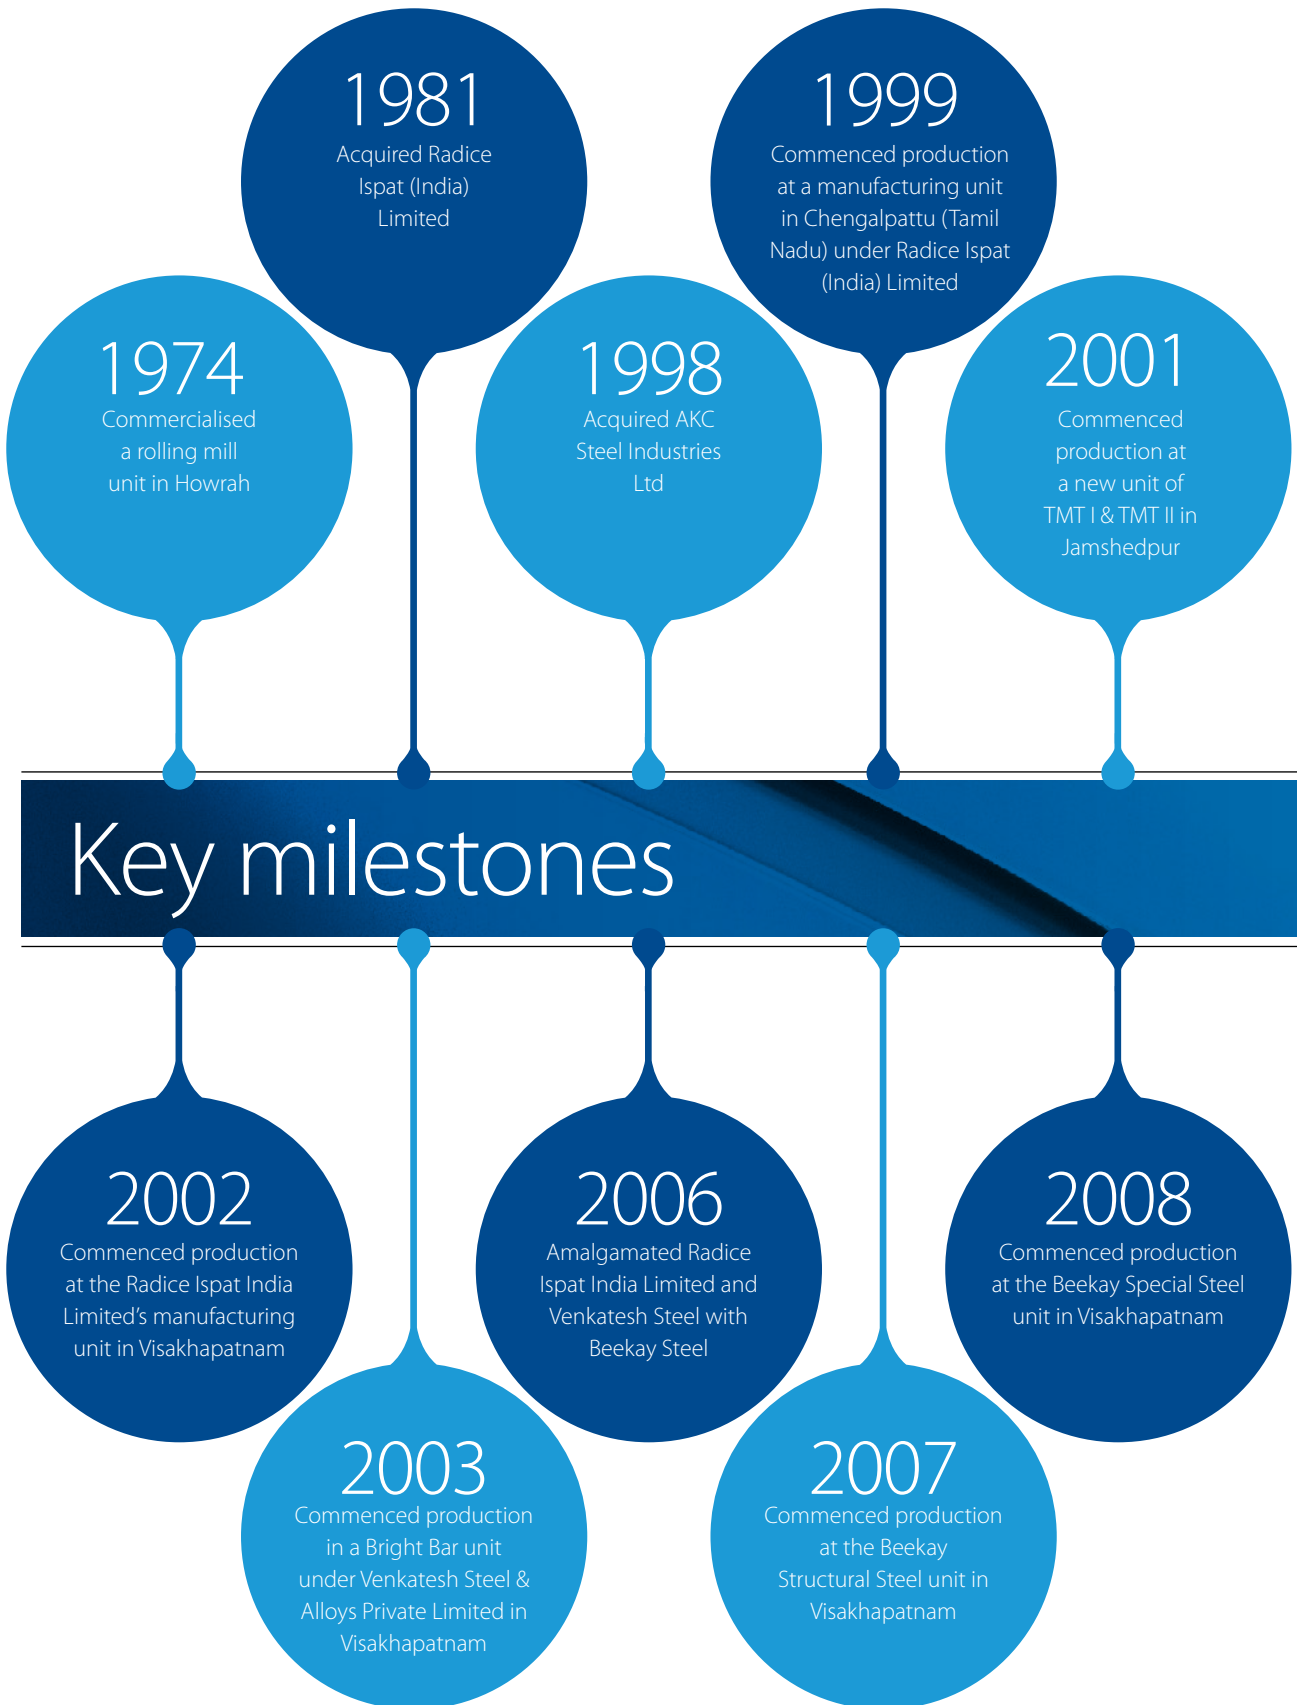 1974
Commercialised
a rolling mill
unit in Howrah
1981
Acquired Radice
Ispat (India)
Limited
1998
Acquired AKC
Steel Industries
Ltd
1999
Commenced production
at a manufacturing unit
in Chengalpattu (Tamil
Nadu) under Radice Ispat
(India) Limited
2001
Commenced
production at
a new unit of
TMT I & TMT II in
Jamshedpur
Key milestones
2002
Commenced production
at the Radice Ispat India
Limited’s manufacturing
unit in Visakhapatnam
2003
Commenced production
in a Bright Bar unit
under Venkatesh Steel &
Alloys Private Limited in
Visakhapatnam
2006
Amalgamated Radice
Ispat India Limited and
Venkatesh Steel with
Beekay Steel
2007
Commenced production
at the Beekay
Structural Steel unit in
Visakhapatnam
2008
Commenced production
at the Beekay Special Steel
unit in Visakhapatnam